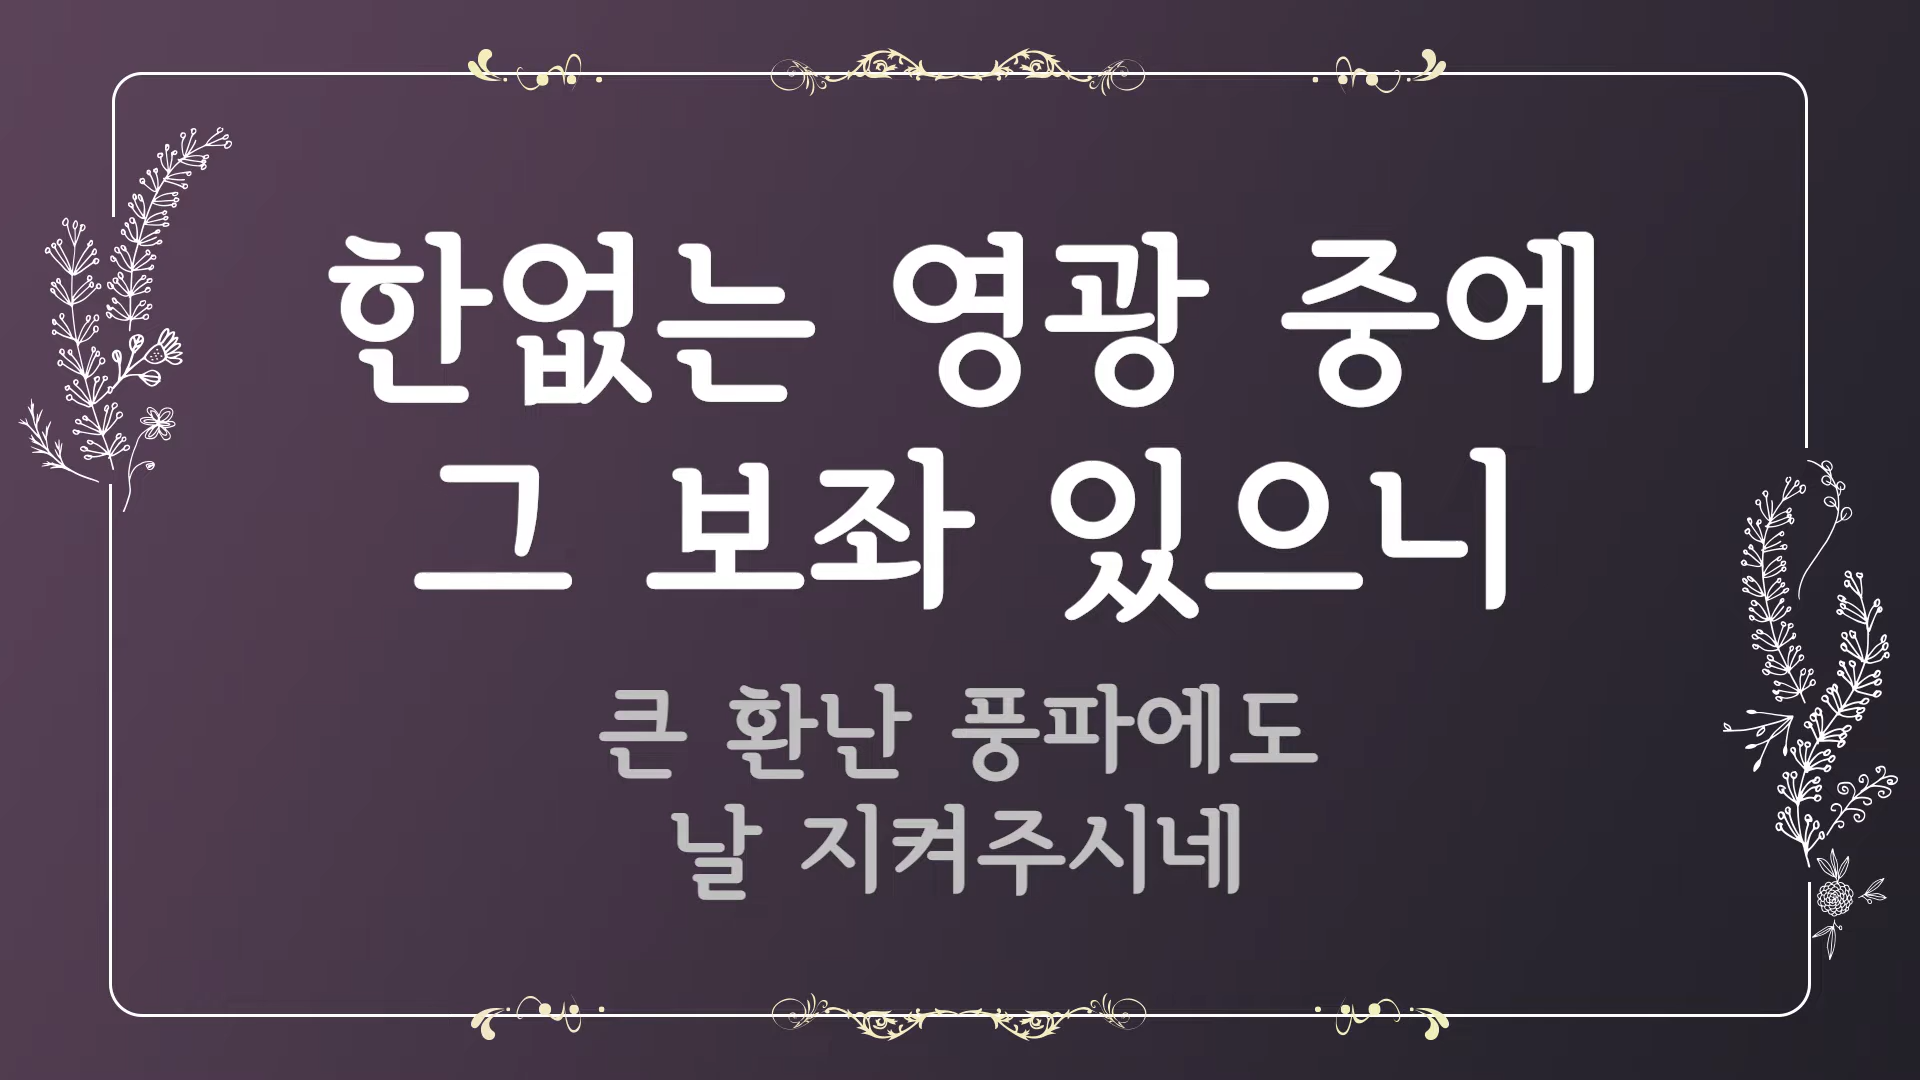 한없는 영광 중에
그 보좌 있으니
큰 환난 풍파에도
날 지켜주시네